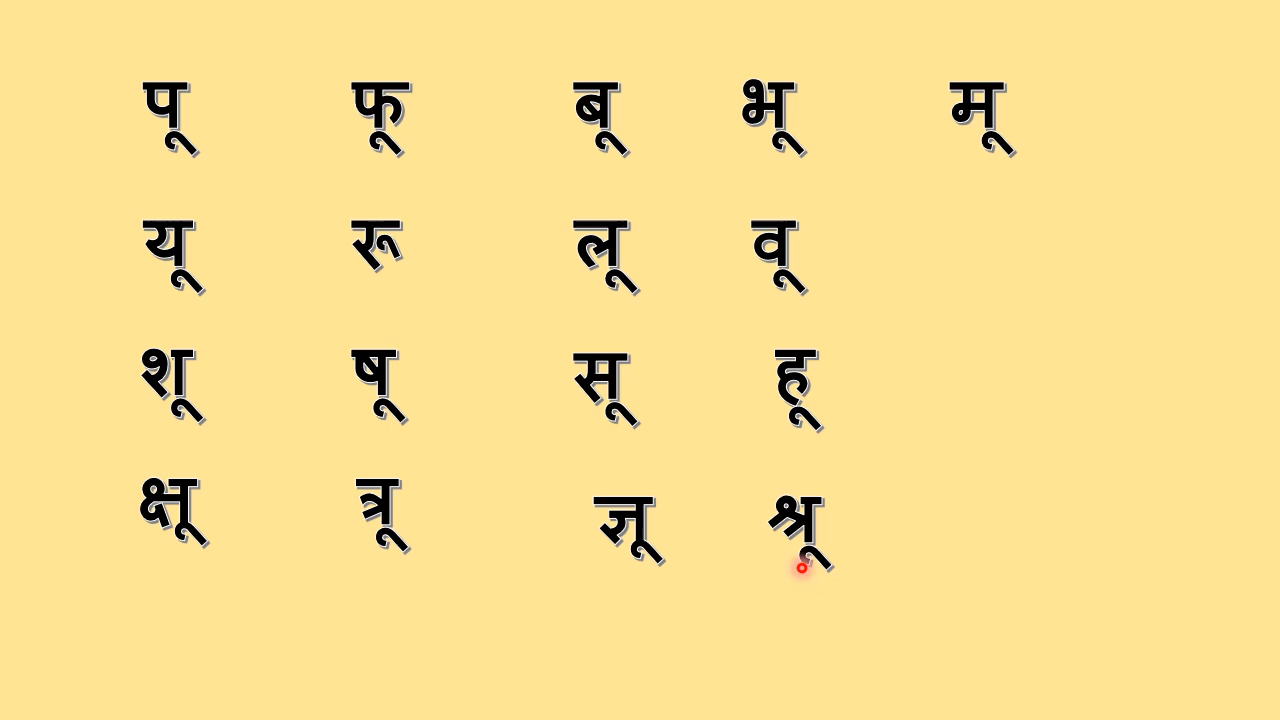 पू फू बू भू मू
यू रू लू वू
शू षू सू हू
क्षू त्रू ज्ञू श्रू